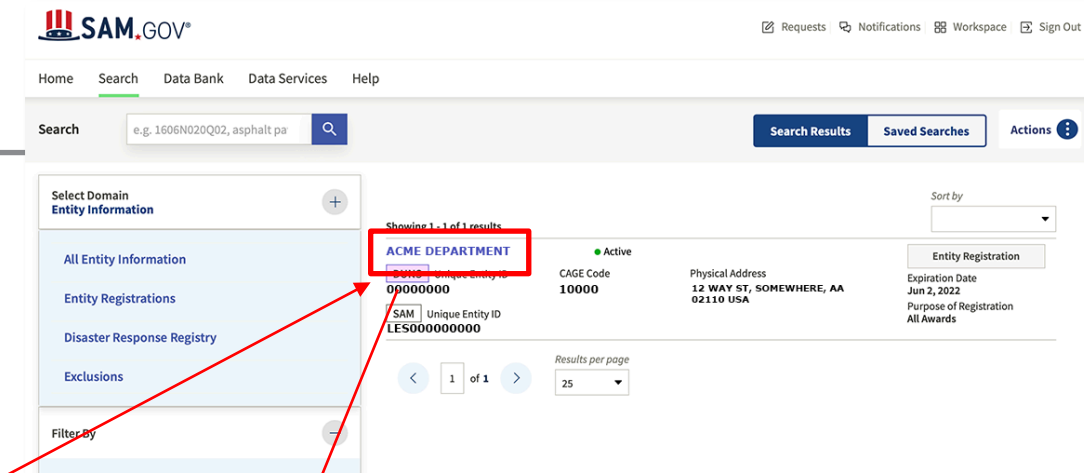 SAM.GOV®
Requests Notifications Workspace Sign Out
Home Search Data Bank Data Services Help
Search e.g. 1606N020Q02, asphalt pa Search Results Saved Searches Actions
Select Domain
Entity Information
Sort by
Showing 1 - 1 of 1 results
All Entity Information
ACME DEPARTMENT Active Entity Registration
DUNS Unique Entity ID CAGE Code Physical Address Expiration Date
00000000 10000 12 WAY ST, SOMEWHERE, AA Jun 2, 2022
02110 USA
Entity Registrations
SAM Unique Entity ID Purpose of Registration
LES000000000 All Awards
Disaster Response Registry
Results per page
Exclusions
1 of 1 25
Filter By